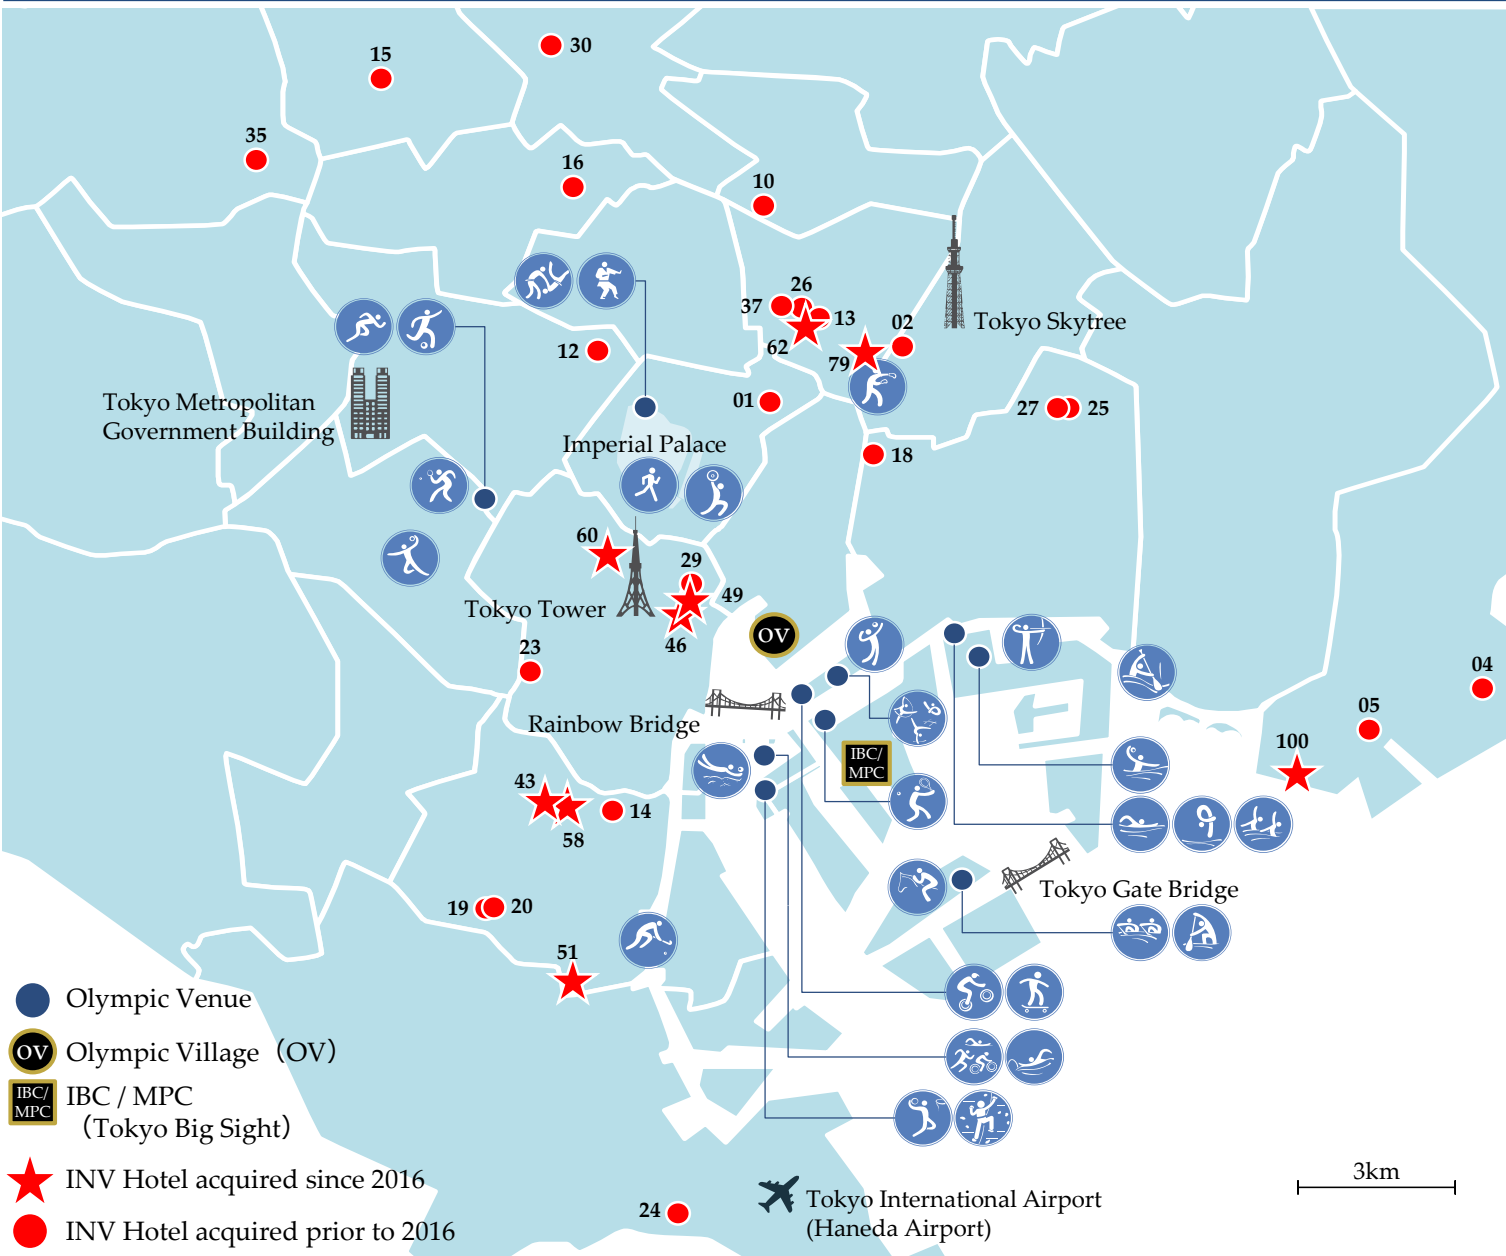 30
15
35
16
10
26
37
13
02
62
79
12
Tokyo Skytree
01
27
25
Tokyo Metropolitan
Government Building
Imperial Palace
18
60
29
49
Tokyo Tower
46
OV
23
04
05
Rainbow Bridge
100
IBC/
MPC
43
14
58
Tokyo Gate Bridge
19
20
51
Olympic Venue
OV
Olympic Village（OV）
IBC/
MPC
IBC / MPC
（Tokyo Big Sight）
INV Hotel acquired since 2016
INV Hotel acquired prior to 2016
3km
24
Tokyo International Airport
(Haneda Airport)